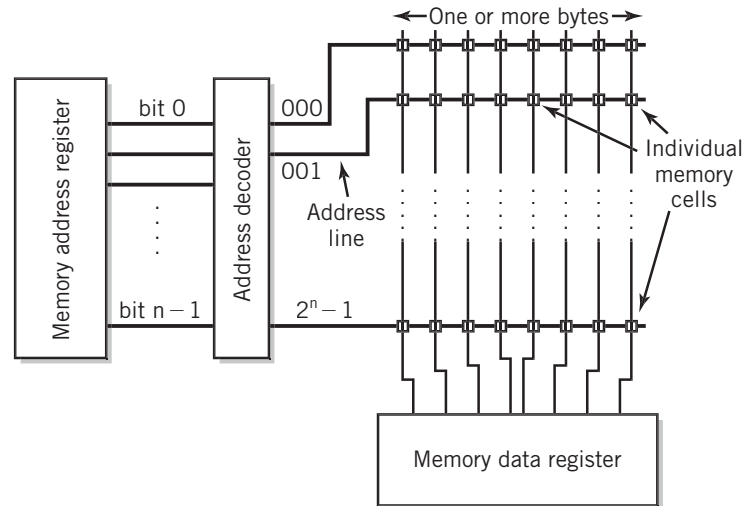 One or more bytes
bit 0
000
001
Memory address register
Address decoder
Address
line
Individual
memory
cells
bit n – 1
2ⁿ – 1
Memory data register